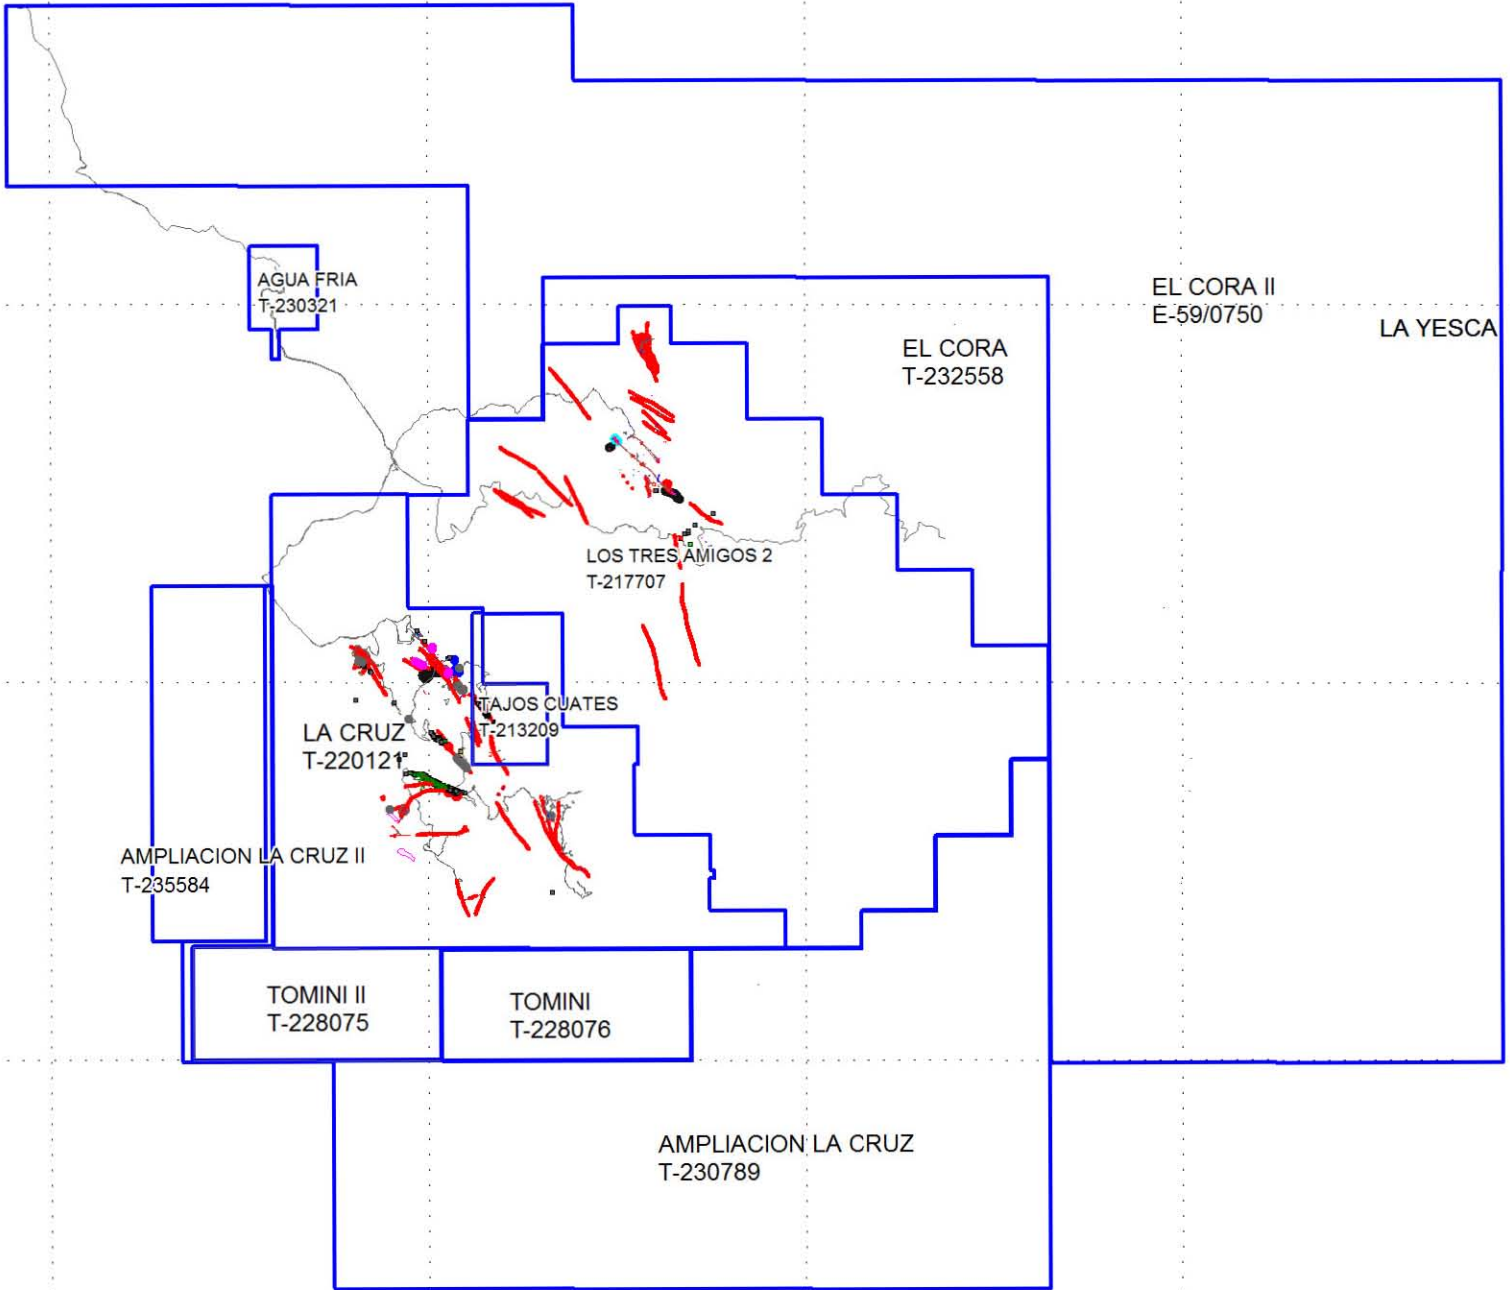 AGUA FRIA
T-230321
EL CORA II
E-59/0750
LA YESCA
EL CORA
T-232558
LOS TRES AMIGOS 2
T-217707
TAJOS CUATES
T-213209
LA CRUZ
T-220121
AMPLIACION LA CRUZ II
T-235584
TOMINI II
T-228075
TOMINI
T-228076
AMPLIACION LA CRUZ
T-230789